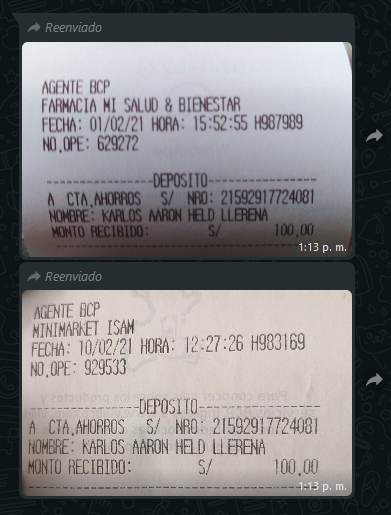 Reenviado
AGENTE BCP
FARMACIA MI SALUD & BIENESTAR
FECHA: 01/02/21 HORA: 15:52:55 H987989
NO.OPE: 629272
------------------DEPOSITO------------------
A CTA.AHORROS S/ NRO: 21592917724081
NOMBRE: KARLOS AARON HELD LLERENA
MONTO RECIBIDO: S/ 100.00
1:13 p. m.
Reenviado
AGENTE BCP
MINIMARKET ISAM
FECHA: 10/02/21 HORA: 12:27:26 H983169
NO.OPE: 929533
------------------DEPOSITO------------------
A CTA.AHORROS S/ NRO: 21592917724081
NOMBRE: KARLOS AARON HELD LLERENA
MONTO RECIBIDO: S/ 100.00
1:13 p. m.